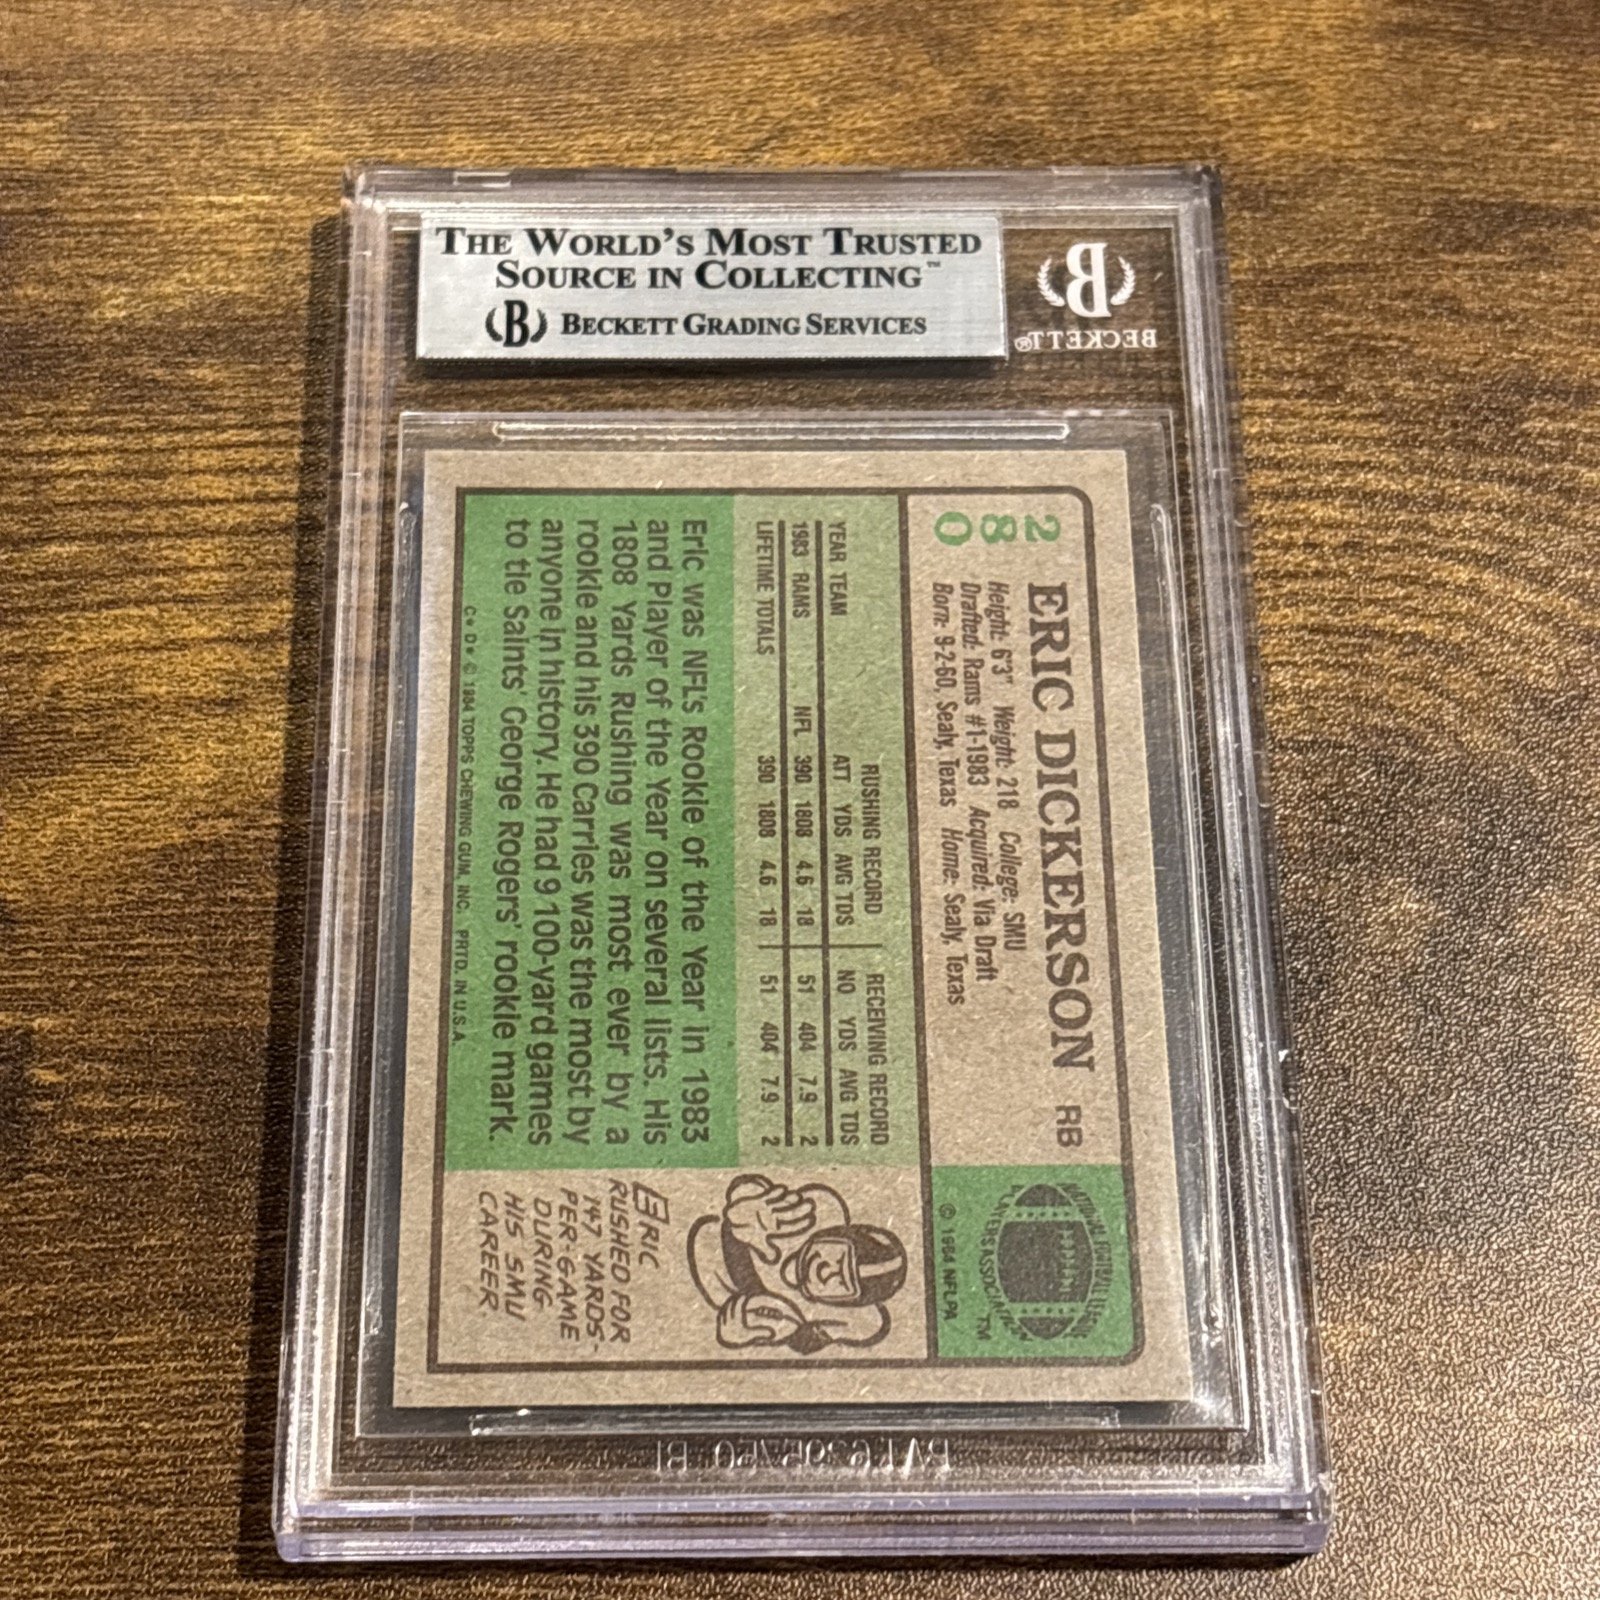 THE WORLD'S MOST TRUSTED
SOURCE IN COLLECTING™
(B) BECKETT GRADING SERVICES
B
BECKETT®
280
ERIC DICKERSON RB
Height: 6'3" Weight: 218 College: SMU
Drafted: Rams #1-1983 Acquired: Via Draft
Born: 9-2-60, Sealy, Texas Home: Sealy, Texas
NATIONAL FOOTBALL LEAGUE
PLAYERS ASSOCIATION
TM
© 1984 NFLPA
RUSHING RECORD RECEIVING RECORD
YEAR TEAM ATT YDS AVG TDS NO YDS AVG TDS
1983 RAMS NFL 390 1808 4.6 18 51 404 7.9 2
LIFETIME TOTALS 390 1808 4.6 18 51 404 7.9 2
Eric was NFL's Rookie of the Year in 1983
and Player of the Year on several lists. His
1808 Yards Rushing was most ever by a
rookie and his 390 Carries was the most by
anyone in history. He had 9 100-yard games
to tie Saints' George Rogers' rookie mark.
C * D * © 1984 TOPPS CHEWING GUM, INC. PRTD. IN U.S.A.
ERIC
RUSHED FOR
147 YARDS-
PER-GAME
DURING
HIS SMU
CAREER.